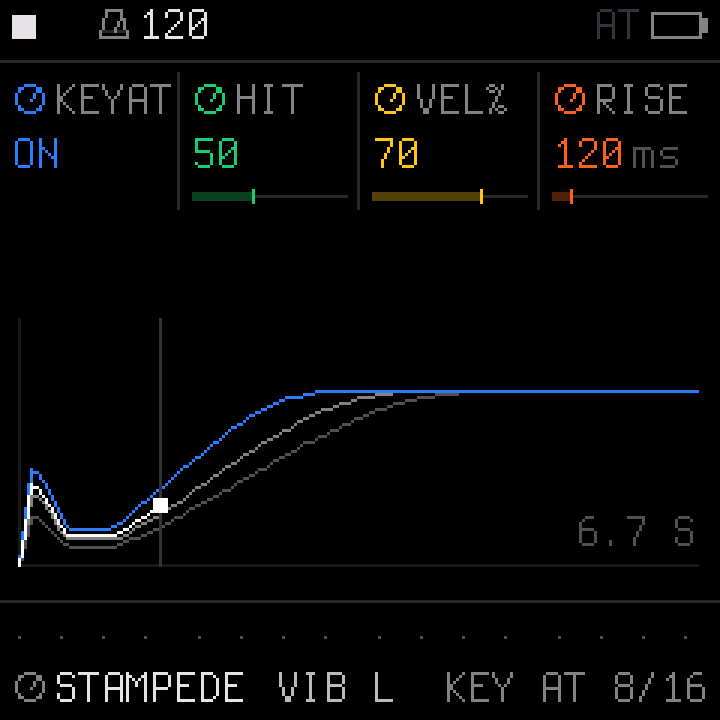 120 AT
KEYAT HIT VEL% RISE
ON 50 70 120 ms
6.7 S
STAMPEDE VIB L KEY AT 8/16